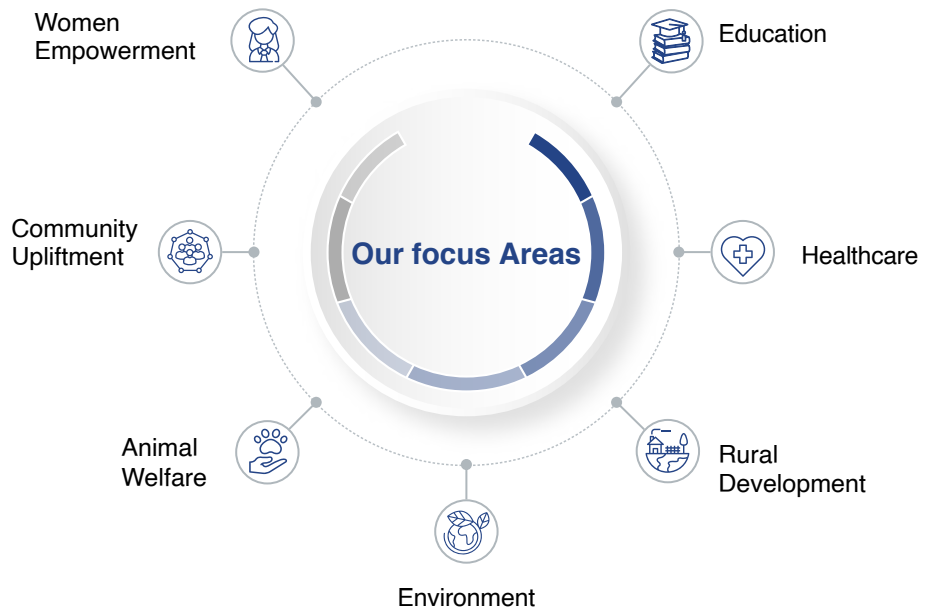 Women
Empowerment
Education
Community
Upliftment
Our focus Areas
Healthcare
Animal
Welfare
Rural
Development
Environment